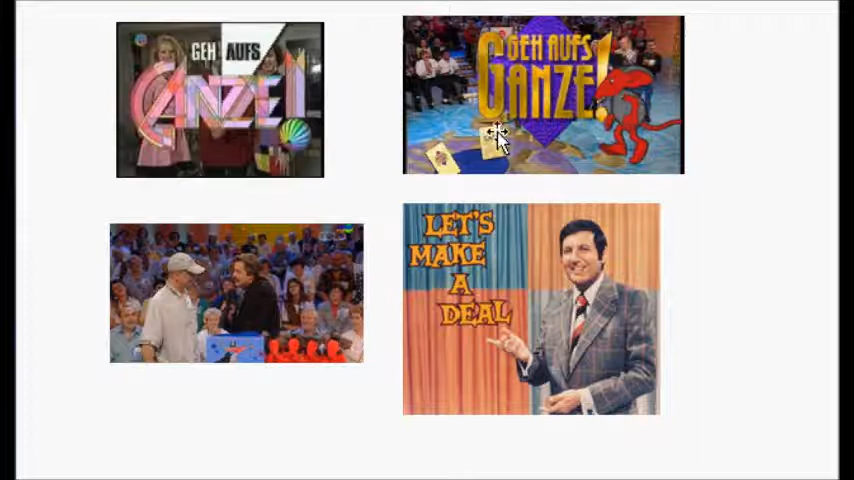 GEH AUFS
GANZE!
GEH AUFS
GANZE!
LET'S
MAKE
A
DEAL